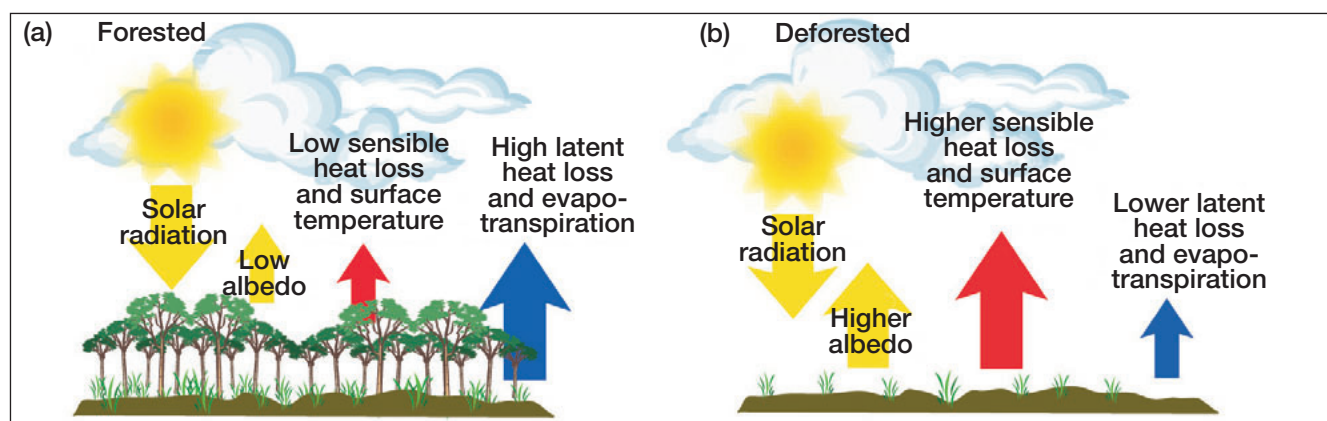 (a)
Forested
Solar
radiation
Low
albedo
Low sensible
heat loss
and surface
temperature
High latent
heat loss
and evapo-
transpiration
(b)
Deforested
Solar
radiation
Higher
albedo
Higher sensible
heat loss
and surface
temperature
Lower latent
heat loss
and evapo-
transpiration